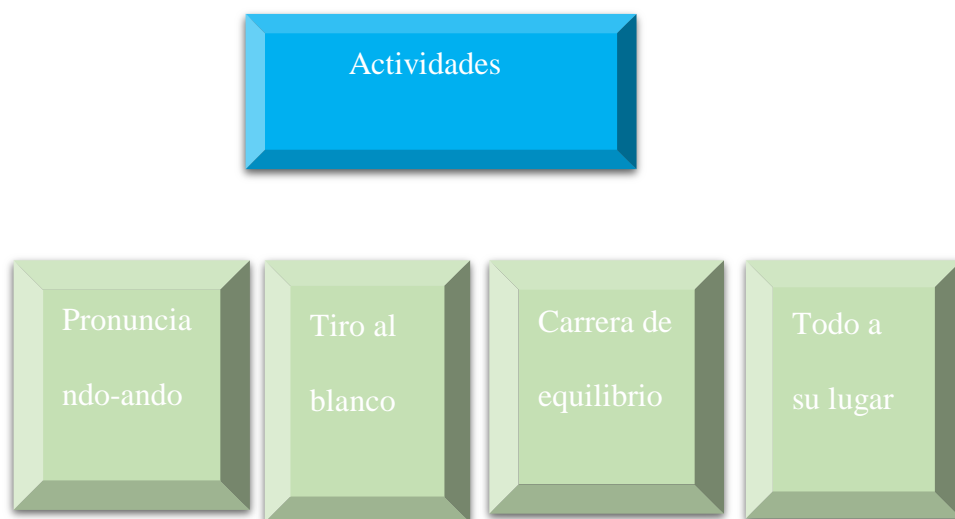 Actividades
Pronuncia
ndo-ando
Tiro al
blanco
Carrera de
equilibrio
Todo a
su lugar